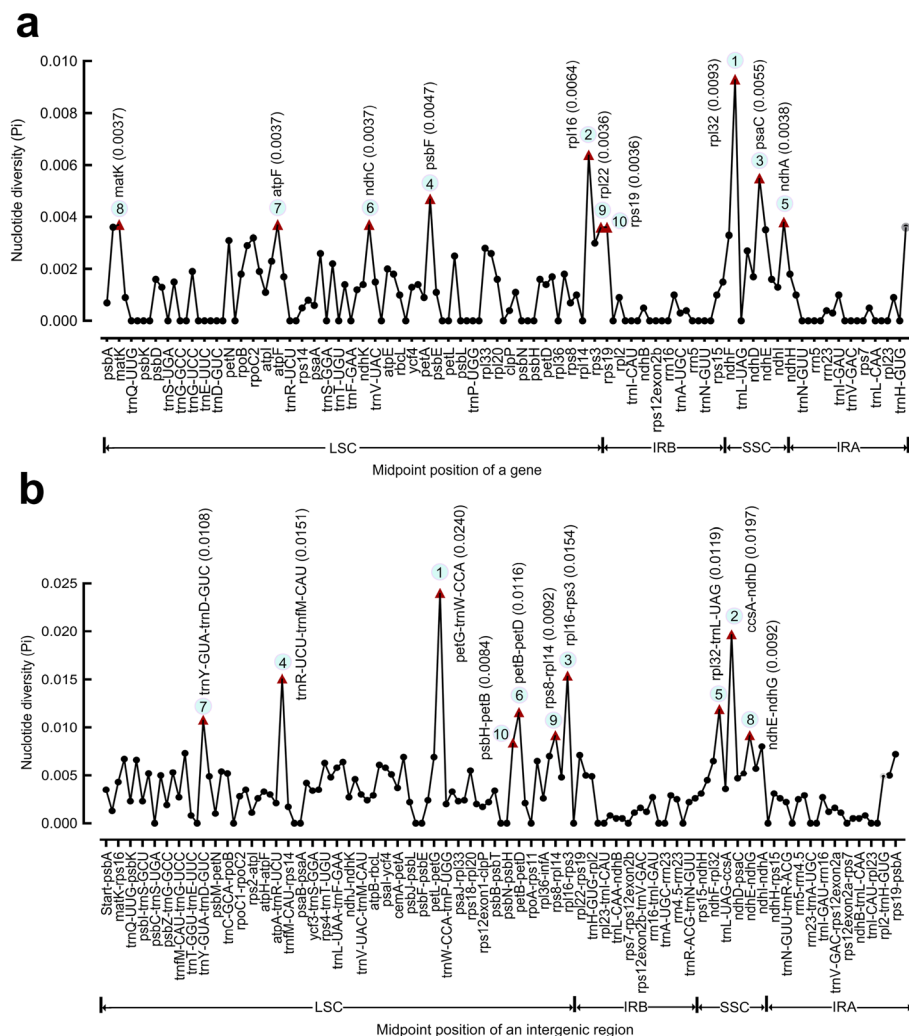 a
0.010
0.008
0.006
0.004
0.002
0.000
Nuclotide diversity (Pi)
8
matK (0.0037)
7
atpF (0.0037)
6
ndhC (0.0037)
4
psbF (0.0047)
2
rpl16 (0.0064)
9
rpl22 (0.0036)
10
rps19 (0.0036)
1
rpl32 (0.0093)
3
psaC (0.0055)
5
ndhA (0.0038)
psbA
matK
trnQ-UUG
psbK
psbD
trnS-UGA
trnG-GCC
trnG-UCC
trnE-UUC
trnD-GUC
petN
rpoB
rpoC2
atpI
atpF
trnR-UCU
rps14
psaA
trnS-GGA
trnT-UGU
trnF-GAA
ndhK
trnV-UAC
atpE
rbcL
ycf4
petA
psbF
petL
psbL
trnP-UGG
rpl33
rpl20
clpP
psbN
psbH
petD
rpl36
rps8
rpl14
rps3
rps19
rpl2
trnI-CAU
ndhB
rps12exon2b
rrn16
trnA-UGC
rrn5
trnN-GUU
rps15
ndhF
trnL-UAG
ndhD
ndhE
ndhI
ndhH
trnN-GUU
rrn5
rrn23
trnI-GAU
trnV-GAC
rps7
trnL-CAA
rpl23
trnH-GUG
LSC
IRB
SSC
IRA
Midpoint position of a gene
b
0.025
0.020
0.015
0.010
0.005
0.000
Nucleotide diversity (Pi)
7
trnY-GUA-trnD-GUC (0.0108)
4
trnR-UCU-trnfM-CAU (0.0151)
1
petG-trnW-CCA (0.0240)
10
psbH-petB (0.0084)
6
petB-petD (0.0116)
9
rps8-rpl14 (0.0092)
3
rpl16-rps3 (0.0154)
5
rpl32-trnL-UAG (0.0119)
2
ccsA-ndhD (0.0197)
8
ndhE-ndhG (0.0092)
Start-psbA
matK-rps16
trnQ-UUG-psbK
psbI-trnS-GCU
psbC-trnS-UGA
psbZ-trnG-GCC
trnfM-CAU-trnG-UCC
trnT-GGU-trnE-UUC
trnY-GUA-trnD-GUC
psbM-petN
trnC-GCA-rpoB
rpoC1-rpoC2
rps2-atpI
atpH-atpF
atpA-trnR-UCU
trnfM-CAU-rps14
psaB-psaA
ycf3-trnS-GGA
rps4-trnT-UGU
trnL-UAA-trnF-GAA
ndhJ-ndhK
trnV-UAC-trnM-CAU
atpB-rbcL
psaI-ycf4
cemA-petA
psbJ-psbL
psbF-psbE
petL-petG
trnW-CCA-trnP-UGG
psaJ-rpl33
rps18-rpl20
rps12exon1-clpP
psbB-psbT
psbN-psbH
petB-petD
rpoA-rps11
rpl36-infA
rps8-rpl14
rpl16-rps3
rpl22-rps19
trnH-GUG-rpl2
rpl23-trnI-CAU
trnL-CAA-ndhB
rps7-rps12exon2b
rps12exon2b-trnV-GAC
rrn16-trnI-GAU
trnA-UGC-rrn23
rrn4.5-rrn5
trnR-ACG-trnN-GUU
rps15-ndhF
ndhF-rpl32
trnL-UAG-ccsA
ndhD-psaC
ndhE-ndhG
ndhI-ndhA
ndhH-rps15
trnN-GUU-trnR-ACG
rrn5-rrn4.5
rrn23-trnA-UGC
trnI-GAU-rrn16
trnV-GAC-rps12exon2a
rps12exon2a-rps7
ndhB-trnL-CAA
trnI-CAU-rpl23
rpl2-trnH-GUG
rps19-psbA
LSC
IRB
SSC
IRA
Midpoint position of an intergenic region